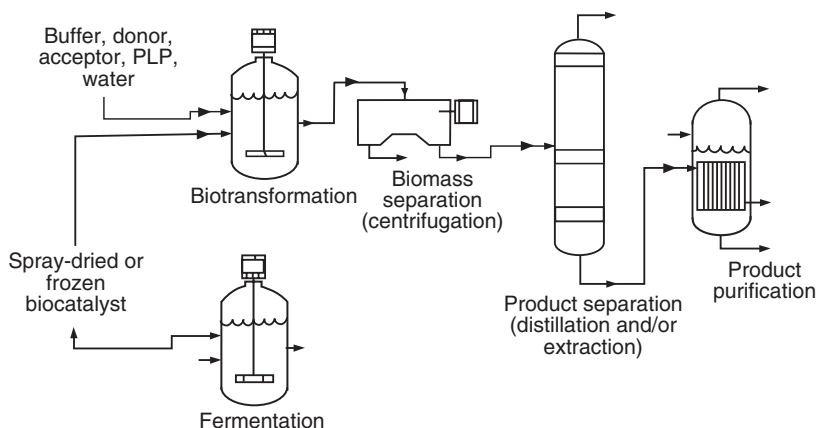 Buffer, donor,
acceptor, PLP,
water
Biotransformation
Biomass
separation
(centrifugation)
Spray-dried or
frozen
biocatalyst
Product separation
(distillation and/or
extraction)
Product
purification
Fermentation